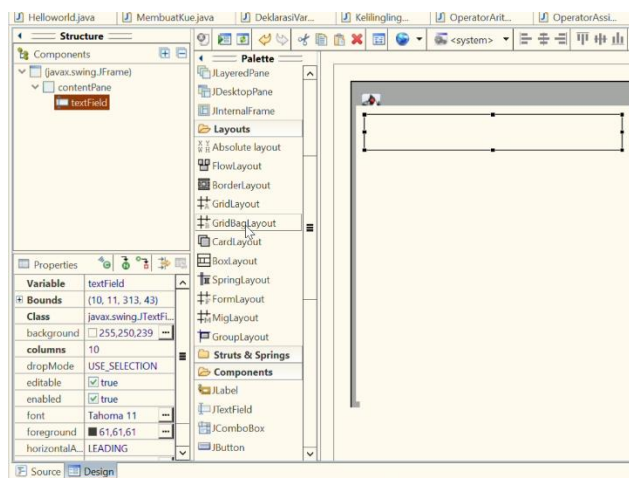 Helloworld.java
MembuatKue.java
DeklarasiVar...
Kelilingling...
OperatorArit...
OperatorAssi...
Structure
Components
(javax.swing.JFrame)
contentPane
textField
Properties
Variable textField
Bounds (10, 11, 313, 43)
Class javax.swing.JTextFi...
background 255,250,239 ...
columns 10
dropMode USE_SELECTION
editable true
enabled true
font Tahoma 11 ...
foreground 61,61,61 ...
horizontalA... LEADING
Source
Design
<system>
Palette
JLayeredPane
JDesktopPane
JInternalFrame
Layouts
Absolute layout
FlowLayout
BorderLayout
GridLayout
GridBagLayout
CardLayout
BoxLayout
SpringLayout
FormLayout
MigLayout
GroupLayout
Struts & Springs
Components
JLabel
JTextField
JComboBox
JButton